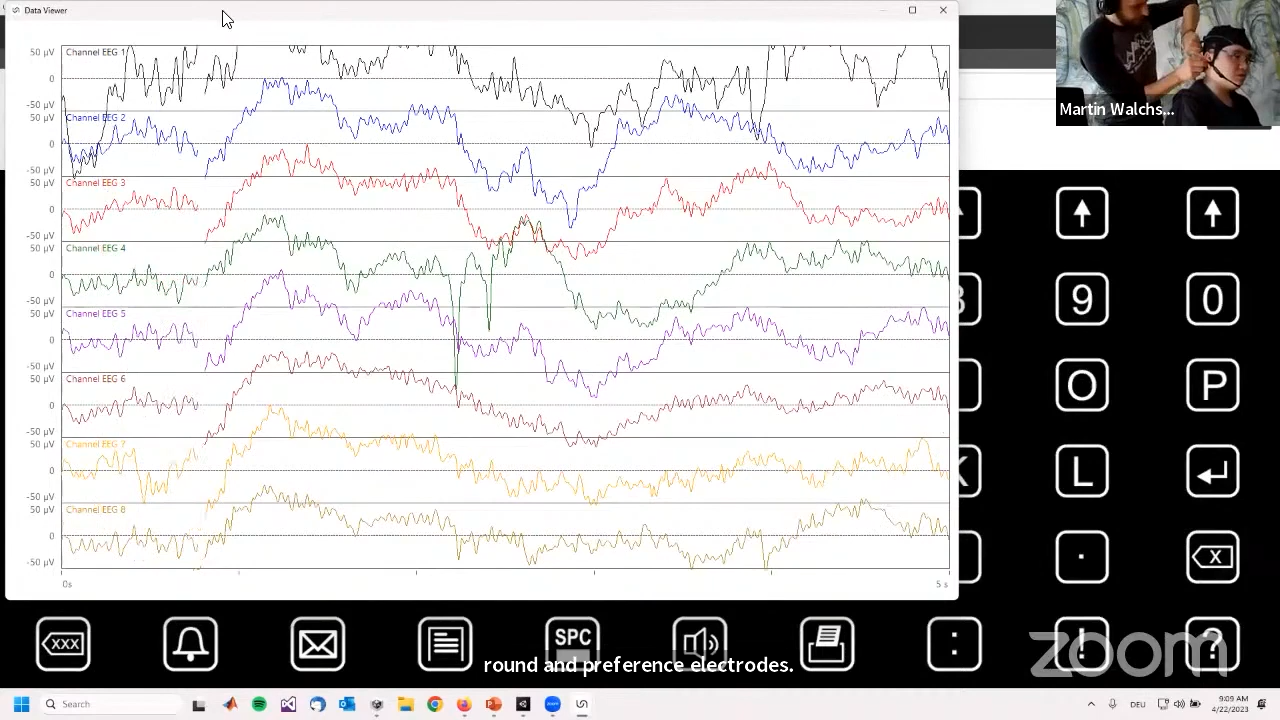 Data Viewer
50 µV
Channel EEG 1
0
-50 µV
50 µV
Channel EEG 2
0
-50 µV
50 µV
Channel EEG 3
0
-50 µV
50 µV
Channel EEG 4
0
-50 µV
50 µV
Channel EEG 5
0
-50 µV
50 µV
Channel EEG 6
0
-50 µV
50 µV
Channel EEG 7
0
-50 µV
50 µV
Channel EEG 8
0
-50 µV
0s
5 s
Martin Walchs...
9 0
O P
L
.
XXX
SPC
: ! ?
round and preference electrodes.
zoom
Search
DEU
9:09 AM
4/22/2023